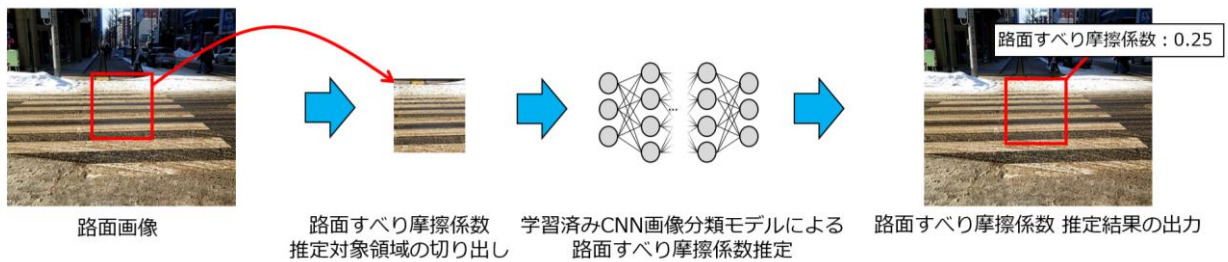 路面すべり摩擦係数：0.25
路面画像
路面すべり摩擦係数
推定対象領域の切り出し
学習済みCNN画像分類モデルによる
路面すべり摩擦係数推定
路面すべり摩擦係数 推定結果の出力